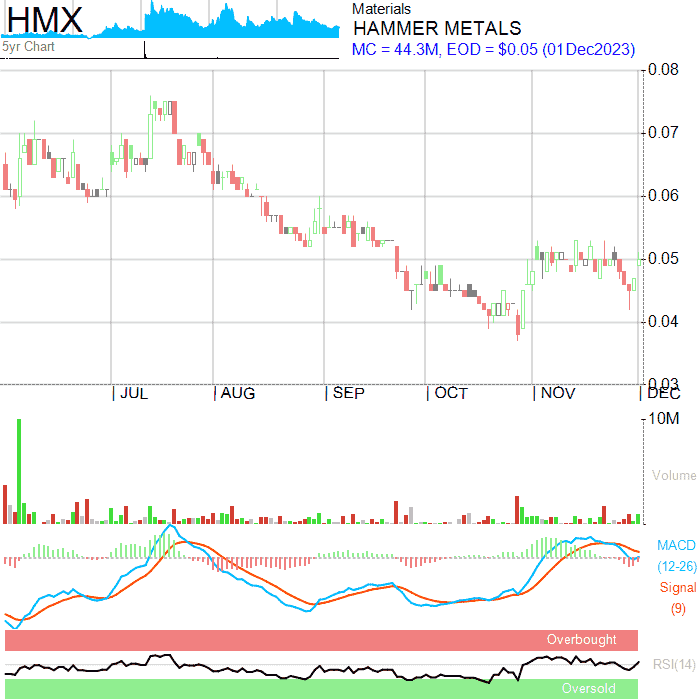 HMX
5yr Chart
Materials
HAMMER METALS
MC = 44.3M, EOD = $0.05 (01Dec2023)
0.08
0.07
0.06
0.05
0.04
0.03
JUL AUG SEP OCT NOV DEC
10M
Volume
MACD
(12-26)
Signal
(9)
Overbought
RSI(14)
Oversold